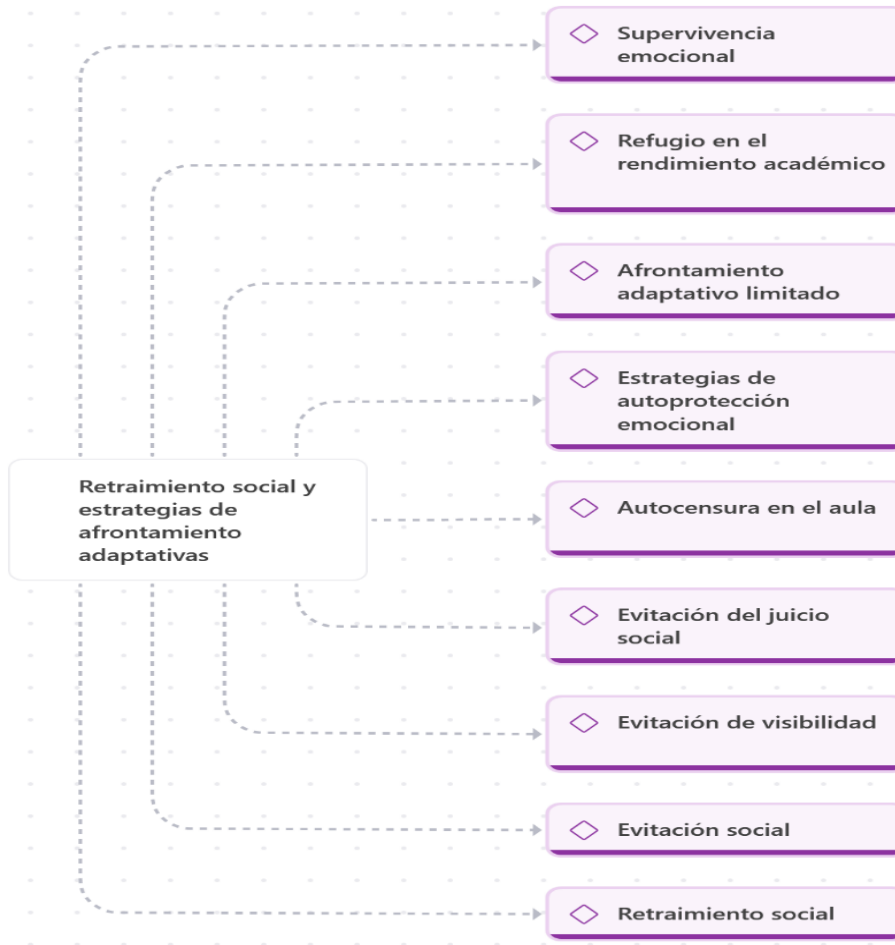 Supervivencia
emocional
Refugio en el
rendimiento académico
Afrontamiento
adaptativo limitado
Estrategias de
autoprotección
emocional
Retraimiento social y
estrategias de
afrontamiento
adaptativas
Autocensura en el aula
Evitación del juicio
social
Evitación de visibilidad
Evitación social
Retraimiento social